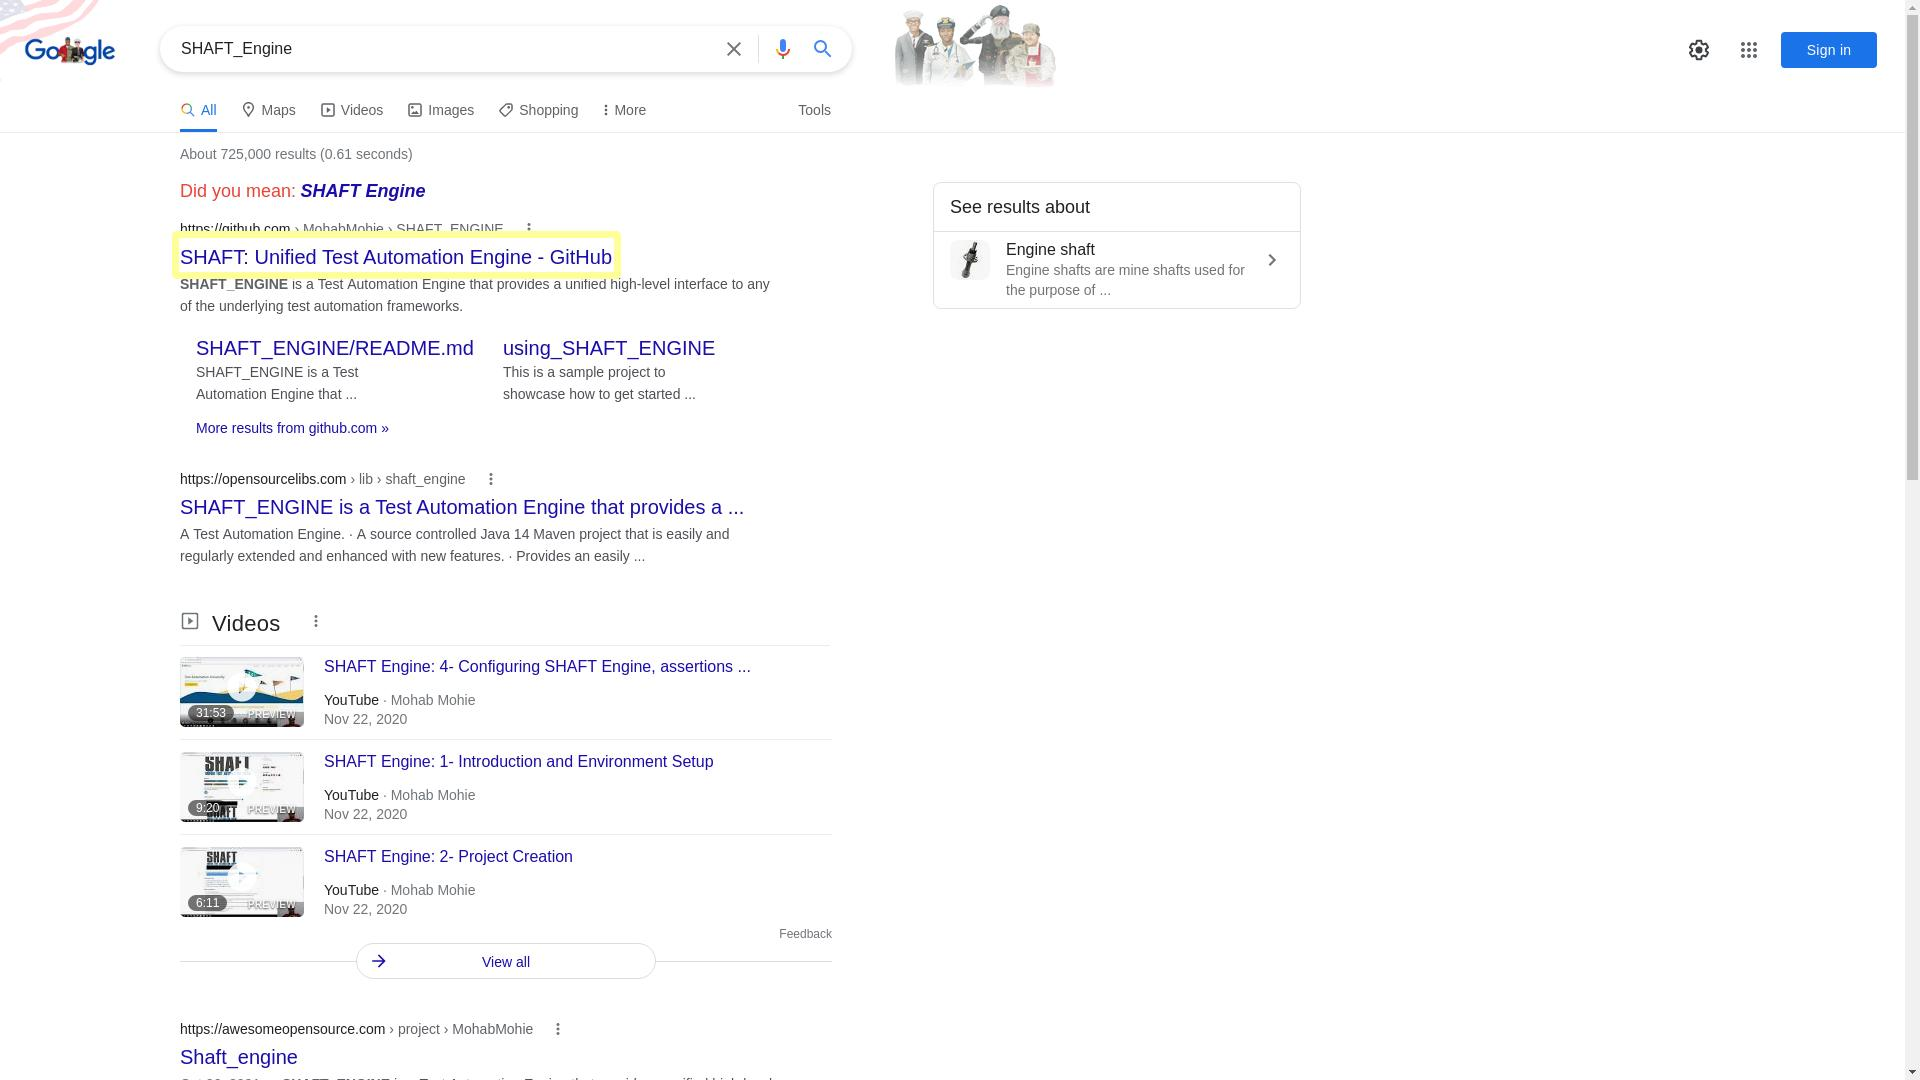 Google
SHAFT_Engine
Sign in
All
Maps
Videos
Images
Shopping
More
Tools
About 725,000 results (0.61 seconds)
Did you mean: SHAFT Engine
https://github.com › MohabMohie › SHAFT_ENGINE
SHAFT: Unified Test Automation Engine - GitHub
SHAFT_ENGINE is a Test Automation Engine that provides a unified high-level interface to any
of the underlying test automation frameworks.
SHAFT_ENGINE/README.md
SHAFT_ENGINE is a Test
Automation Engine that ...
using_SHAFT_ENGINE
This is a sample project to
showcase how to get started ...
More results from github.com »
https://opensourcelibs.com › lib › shaft_engine
SHAFT_ENGINE is a Test Automation Engine that provides a ...
A Test Automation Engine. · A source controlled Java 14 Maven project that is easily and
regularly extended and enhanced with new features. · Provides an easily ...
Videos
31:53
PREVIEW
SHAFT Engine: 4- Configuring SHAFT Engine, assertions ...
YouTube · Mohab Mohie
Nov 22, 2020
SHAFT
9:20
PREVIEW
SHAFT Engine: 1- Introduction and Environment Setup
YouTube · Mohab Mohie
Nov 22, 2020
SHAFT
6:11
PREVIEW
SHAFT Engine: 2- Project Creation
YouTube · Mohab Mohie
Nov 22, 2020
Feedback
View all
https://awesomeopensource.com › project › MohabMohie
Shaft_engine
See results about
Engine shaft
Engine shafts are mine shafts used for
the purpose of ...